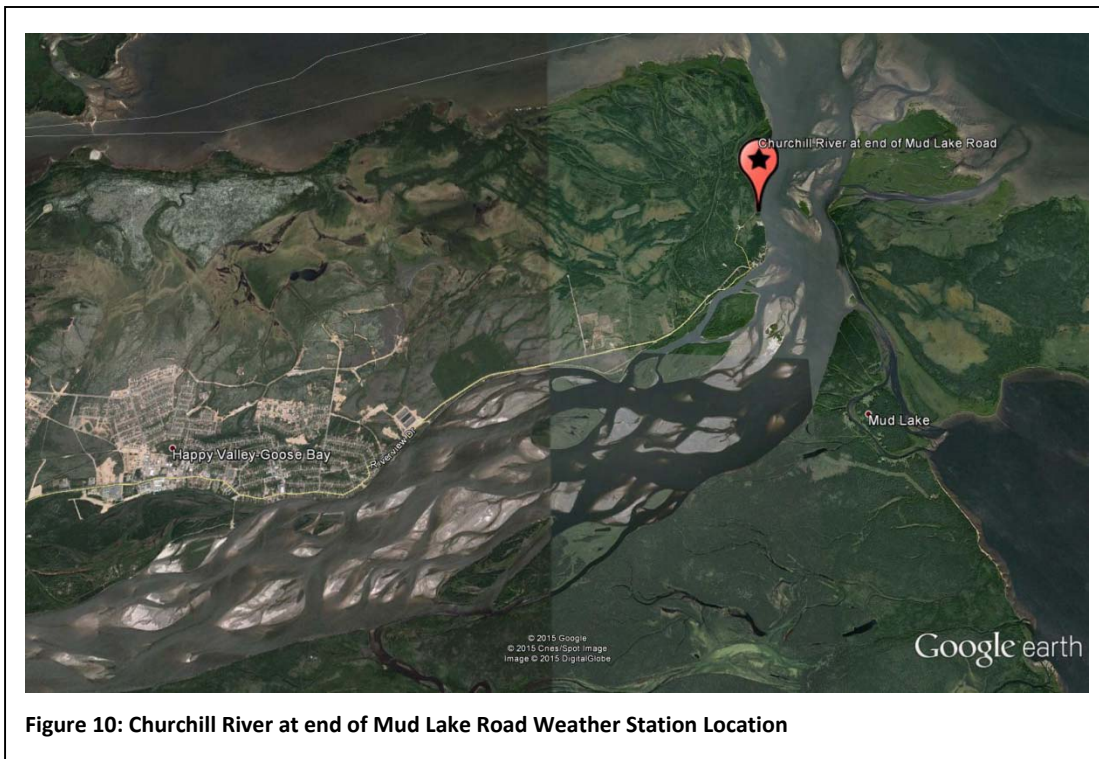 Churchill River at end of Mud Lake Road
Mud Lake
Happy Valley-Goose Bay
© 2015 Google
© 2015 Cnes/Spot Image
Image © 2015 DigitalGlobe
Google earth
Figure 10: Churchill River at end of Mud Lake Road Weather Station Location